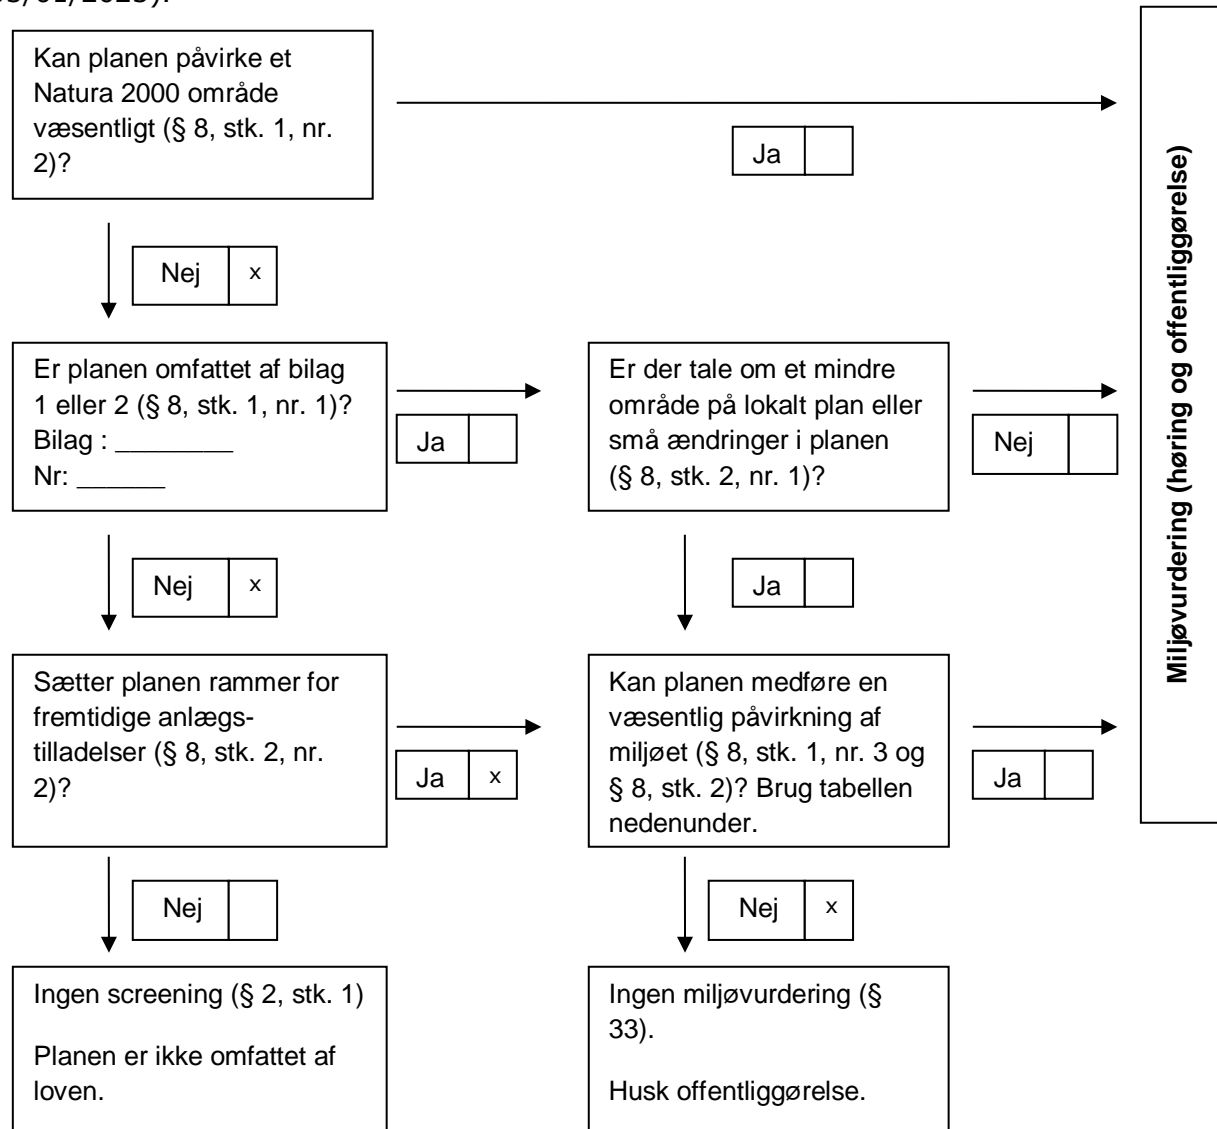 03/01/2023).
Kan planen påvirke et
Natura 2000 område
væsentligt (§ 8, stk. 1, nr.
2)?
Ja
Nej x
Er planen omfattet af bilag
1 eller 2 (§ 8, stk. 1, nr. 1)?
Bilag : ________
Nr: ______
Ja
Er der tale om et mindre
område på lokalt plan eller
små ændringer i planen
(§ 8, stk. 2, nr. 1)?
Nej
Nej x
Ja
Sætter planen rammer for
fremtidige anlægs-
tilladelser (§ 8, stk. 2, nr.
2)?
Ja x
Kan planen medføre en
væsentlig påvirkning af
miljøet (§ 8, stk. 1, nr. 3 og
§ 8, stk. 2)? Brug tabellen
nedenunder.
Ja
Nej
Nej x
Ingen screening (§ 2, stk. 1)
Planen er ikke omfattet af
loven.
Ingen miljøvurdering (§
33).
Husk offentliggørelse.
Miljøvurdering (høring og offentliggørelse)